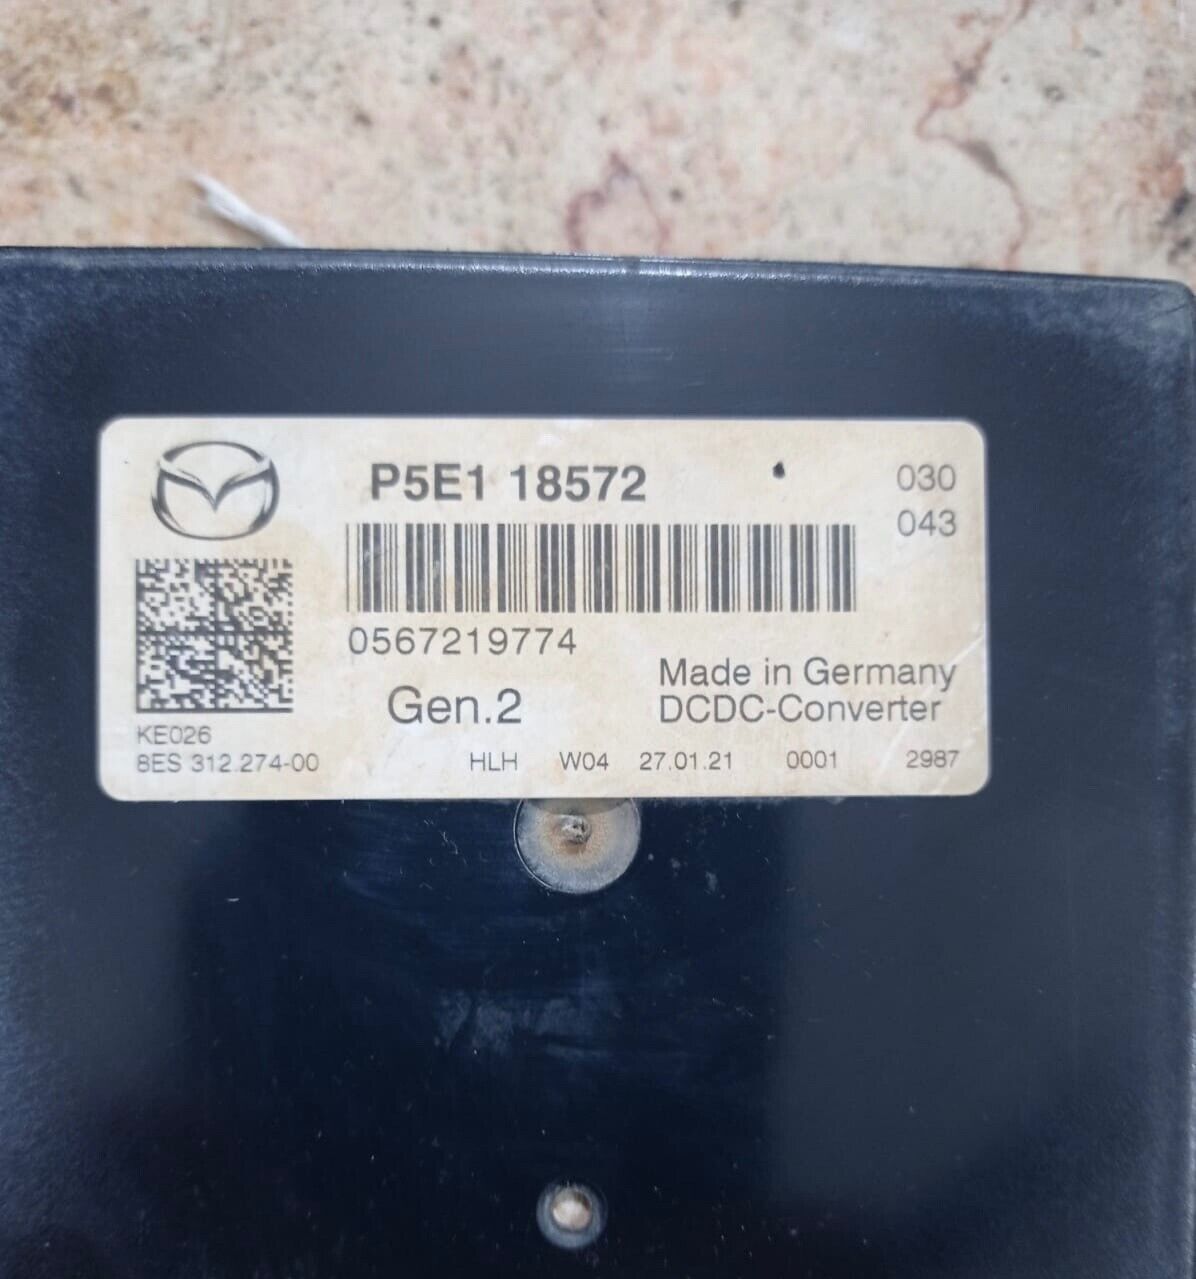 P5E1 18572
030
043
0567219774
Made in Germany
Gen.2
DCDC-Converter
KE026
8ES 312.274-00 HLH W04 27.01.21 0001 2987